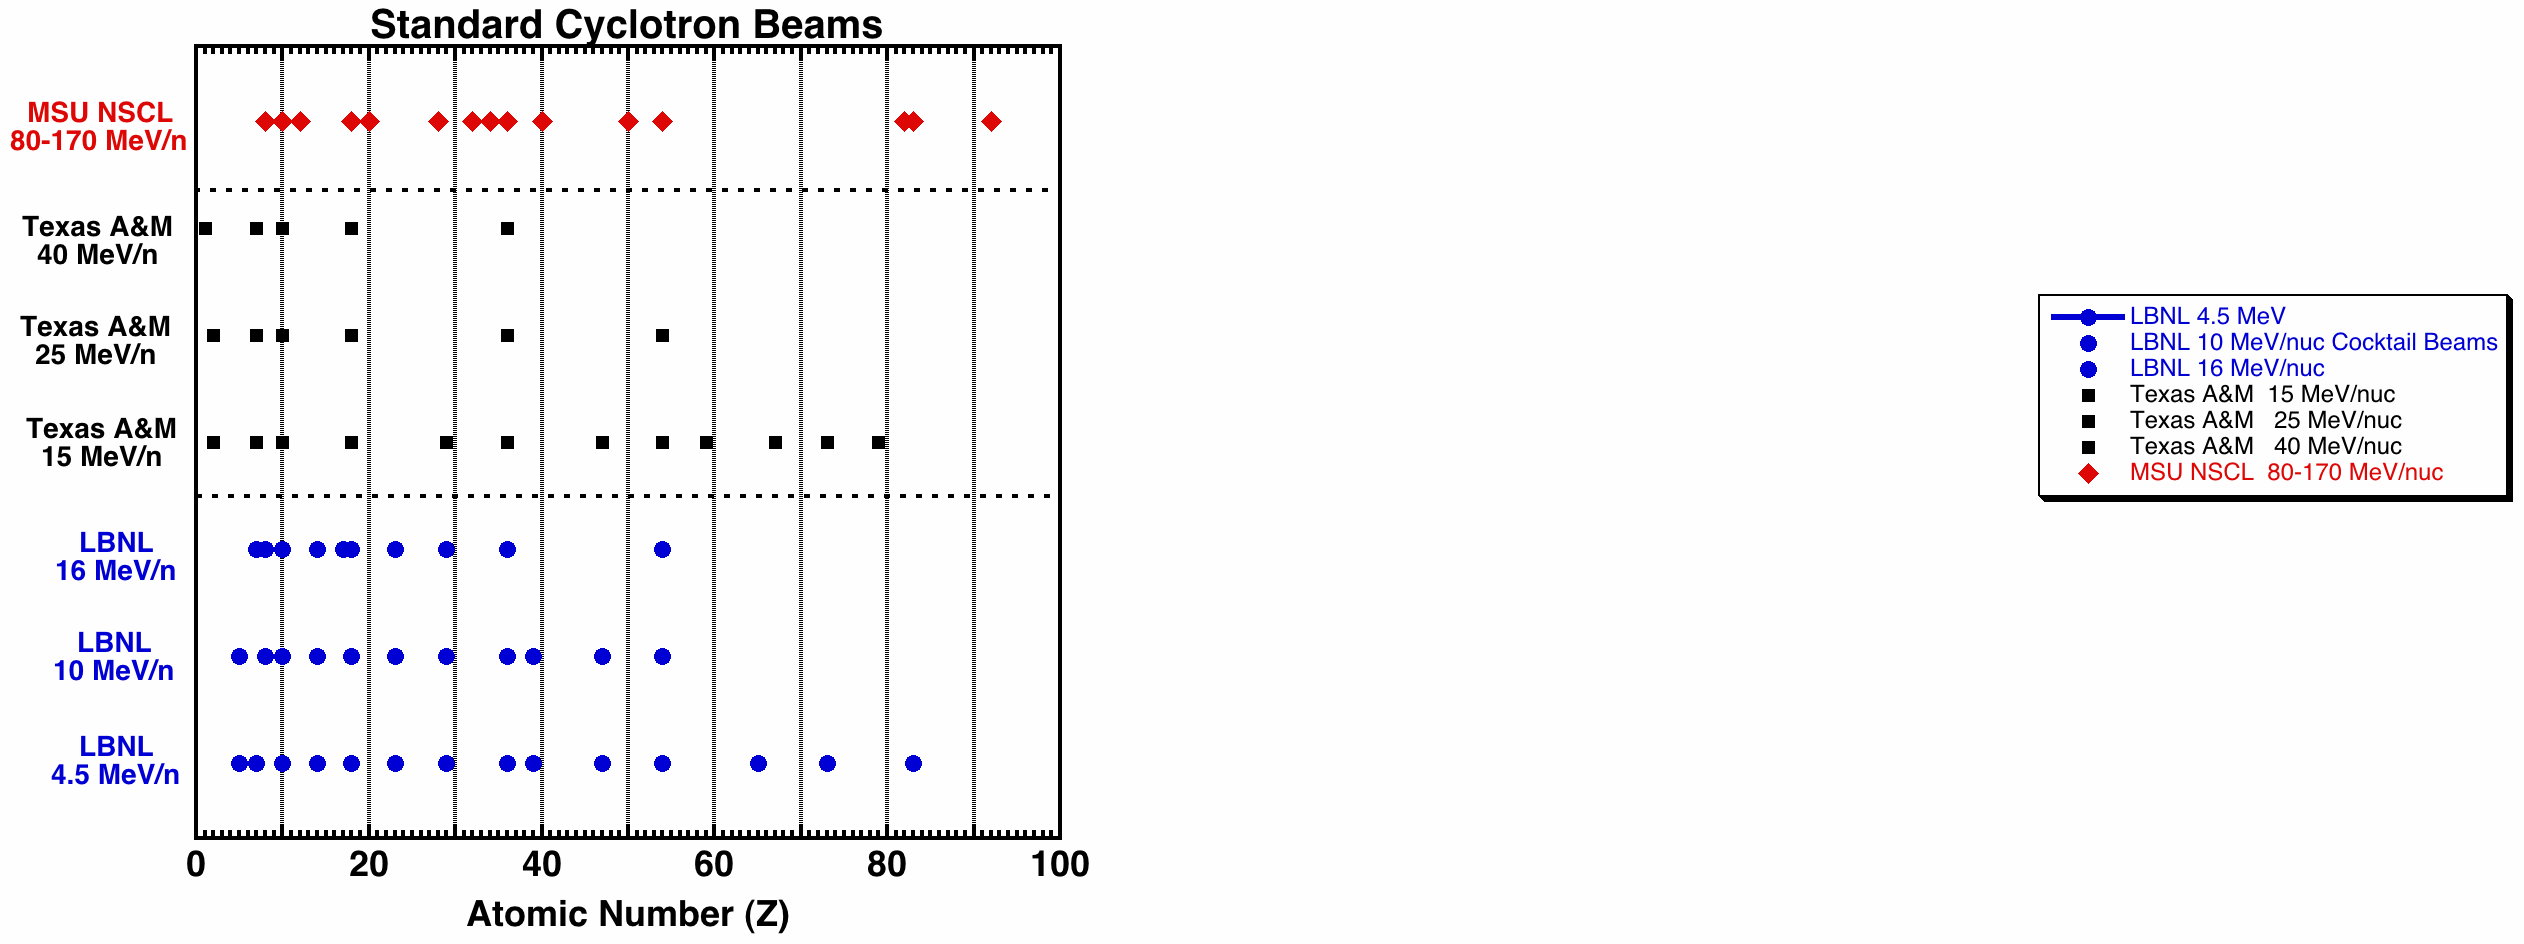 Standard Cyclotron Beams
MSU NSCL
80-170 MeV/n
Texas A&M
40 MeV/n
Texas A&M
25 MeV/n
Texas A&M
15 MeV/n
LBNL
16 MeV/n
LBNL
10 MeV/n
LBNL
4.5 MeV/n
0 20 40 60 80 100
Atomic Number (Z)
LBNL 4.5 MeV
LBNL 10 MeV/nuc Cocktail Beams
LBNL 16 MeV/nuc
Texas A&M 15 MeV/nuc
Texas A&M 25 MeV/nuc
Texas A&M 40 MeV/nuc
MSU NSCL 80-170 MeV/nuc